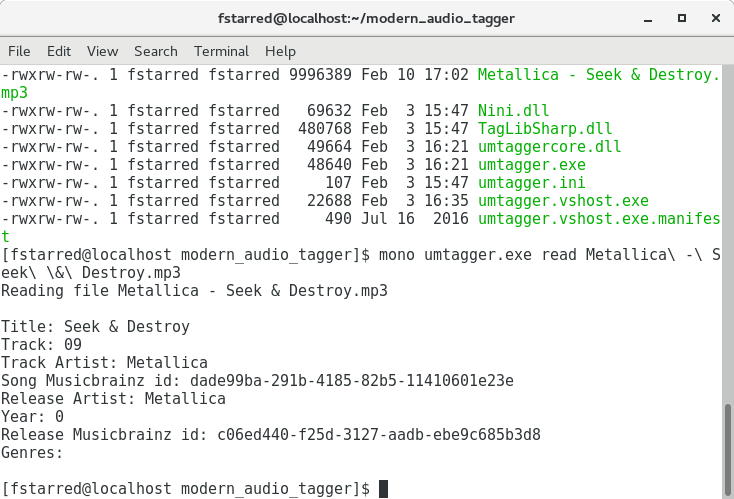 fstarred@localhost:~/modern_audio_tagger
File Edit View Search Terminal Help
-rwxrw-rw-. 1 fstarred fstarred 9996389 Feb 10 17:02 Metallica - Seek & Destroy.
mp3
-rwxrw-rw-. 1 fstarred fstarred   69632 Feb  3 15:47 Nini.dll
-rwxrw-rw-. 1 fstarred fstarred  480768 Feb  3 15:47 TagLibSharp.dll
-rwxrw-rw-. 1 fstarred fstarred   49664 Feb  3 16:21 umtaggercore.dll
-rwxrw-rw-. 1 fstarred fstarred   48640 Feb  3 16:21 umtagger.exe
-rwxrw-rw-. 1 fstarred fstarred     107 Feb  3 15:47 umtagger.ini
-rwxrw-rw-. 1 fstarred fstarred   22688 Feb  3 16:35 umtagger.vshost.exe
-rwxrw-rw-. 1 fstarred fstarred     490 Jul 16  2016 umtagger.vshost.exe.manifes
t
[fstarred@localhost modern_audio_tagger]$ mono umtagger.exe read Metallica\ -\ S
eek\ \&\ Destroy.mp3
Reading file Metallica - Seek & Destroy.mp3

Title: Seek & Destroy
Track: 09
Track Artist: Metallica
Song Musicbrainz id: dade99ba-291b-4185-82b5-11410601e23e
Release Artist: Metallica
Year: 0
Release Musicbrainz id: c06ed440-f25d-3127-aadb-ebe9c685b3d8
Genres:

[fstarred@localhost modern_audio_tagger]$